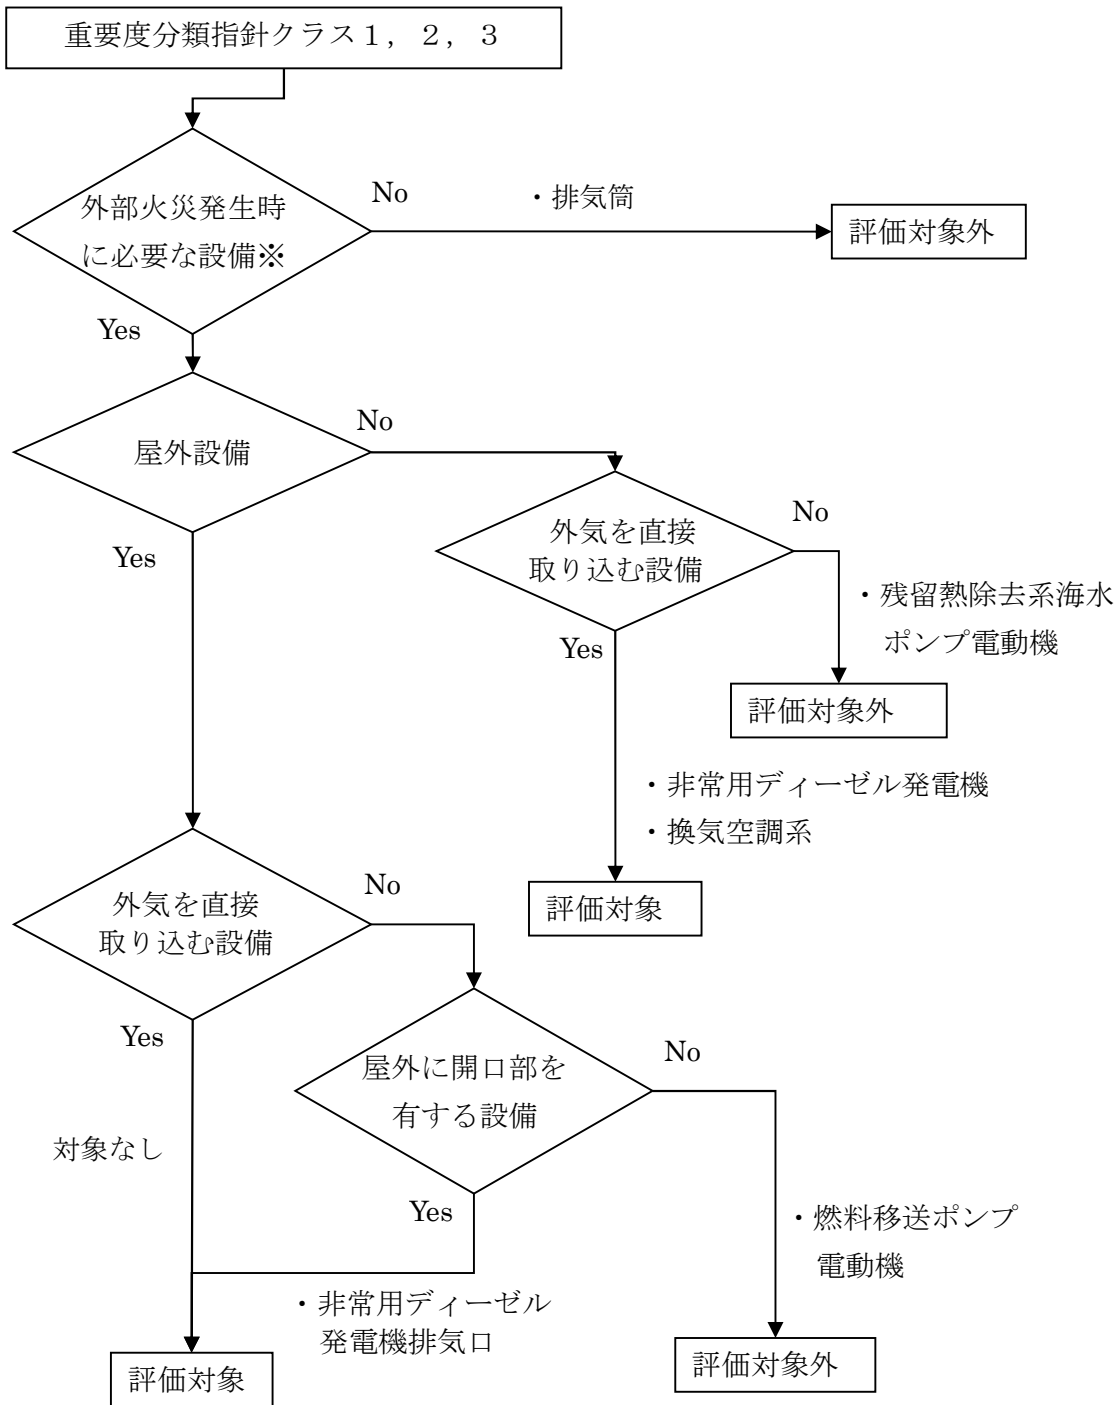 重要度分類指針クラス１，２，３
外部火災発生時
に必要な設備※
No
・排気筒
評価対象外
Yes
屋外設備
No
Yes
外気を直接
取り込む設備
No
・残留熱除去系海水
ポンプ電動機
評価対象外
Yes
・非常用ディーゼル発電機
・換気空調系
評価対象
外気を直接
取り込む設備
No
Yes
対象なし
屋外に開口部を
有する設備
No
・燃料移送ポンプ
電動機
評価対象外
Yes
・非常用ディーゼル
発電機排気口
評価対象